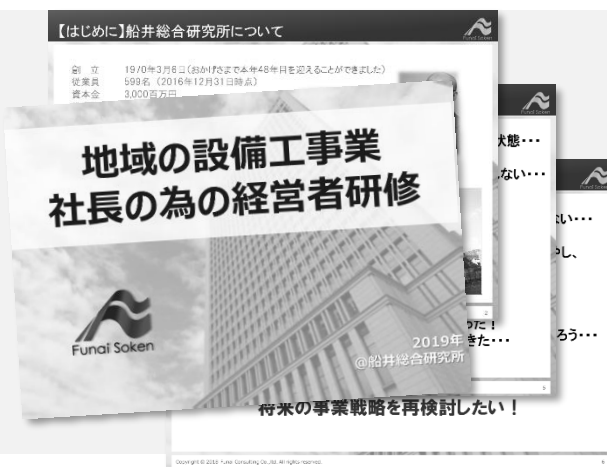 【はじめに】船井総合研究所について
創　立　1970年3月6日（おかげさまで本年46年目を迎えることができました）
従業員　599名（2016年12月31日時点）
資本金　3,000百万円
地域の設備工事業
社長の為の経営者研修
Funai Soken
2019年
@船井総合研究所
Funai Soken
状態・・・
ない・・・
きた・・・
Funai Soken
ない・・・
やし、
ろう・・・
将来の事業戦略を再検討したい！